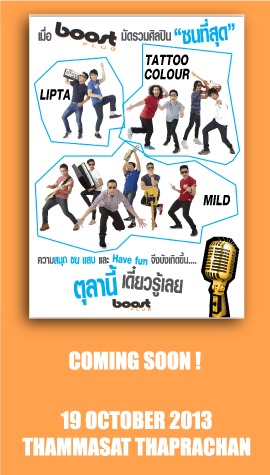 เมื่อ boost PLUS มัดรวมศิลปิน "ซนที่สุด"
LIPTA
TATTOO
COLOUR
MILD
ความสนุก ซน แสบ และ Have fun จึงบังเกิดขึ้น....
ตุลานี้ เดี๋ยวรู้เลย
boost PLUS
COMING SOON !
19 OCTOBER 2013
THAMMASAT THAPRACHAN